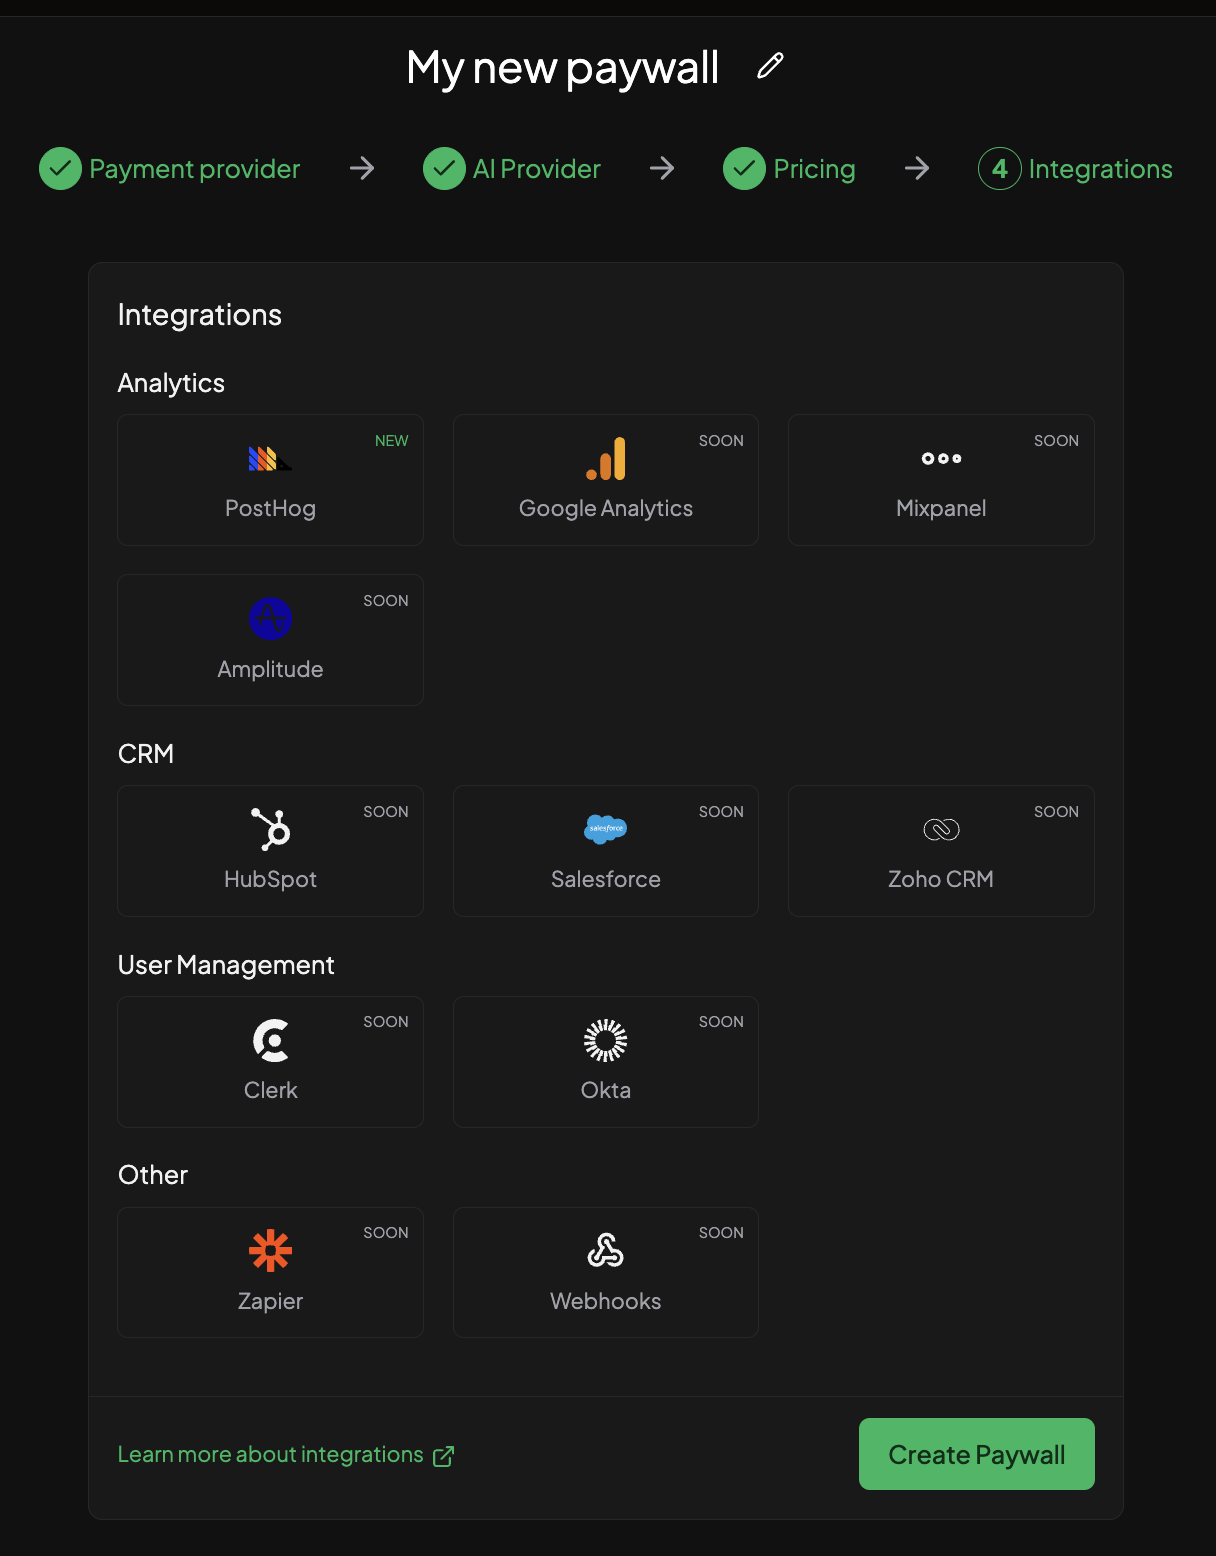 My new paywall
Payment provider
AI Provider
Pricing
4 Integrations
Integrations
Analytics
NEW
PostHog
SOON
Google Analytics
SOON
Mixpanel
SOON
Amplitude
CRM
SOON
HubSpot
SOON
salesforce
Salesforce
SOON
Zoho CRM
User Management
SOON
Clerk
SOON
Okta
Other
SOON
Zapier
SOON
Webhooks
Learn more about integrations
Create Paywall